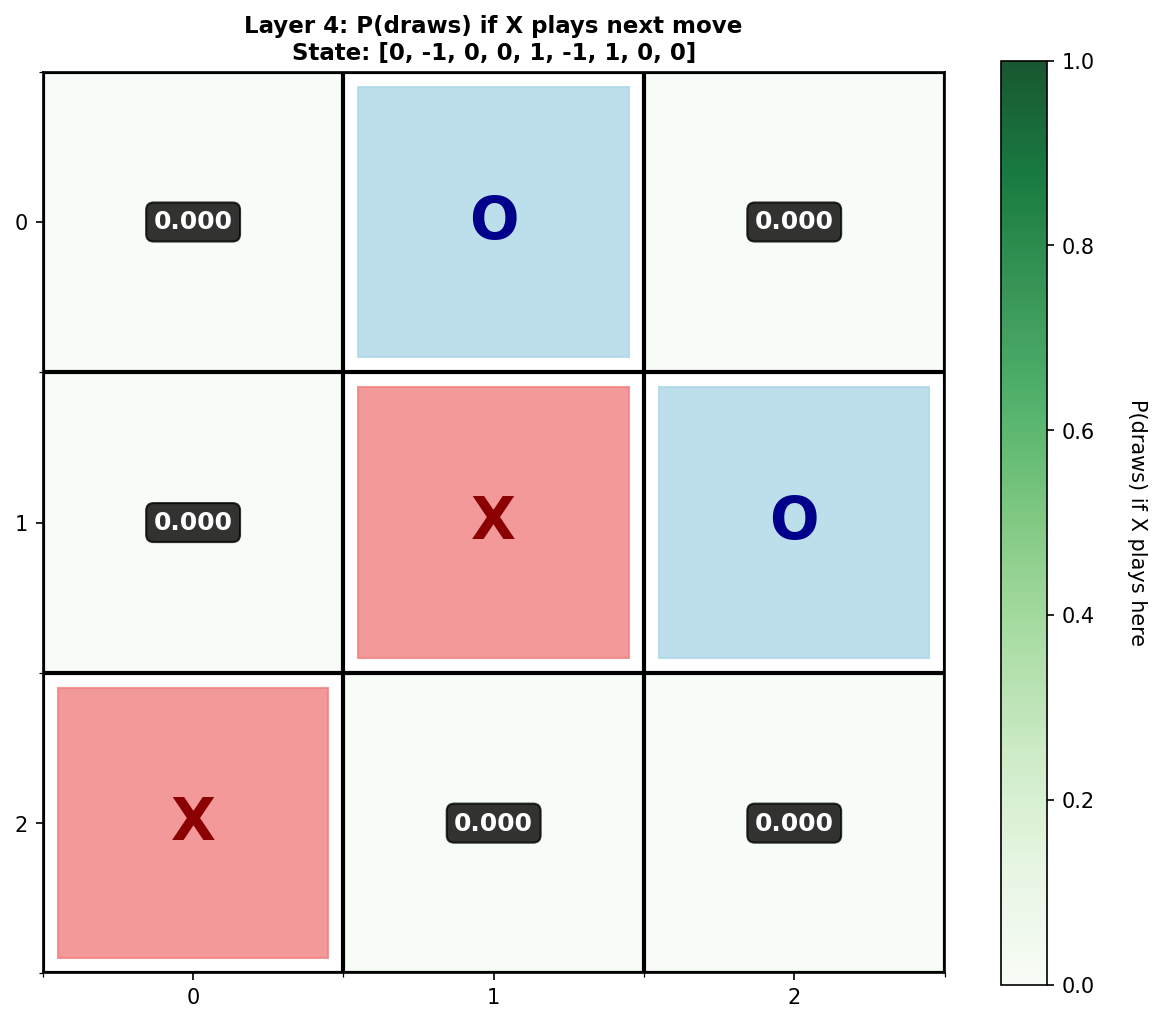 Layer 4: P(draws) if X plays next move
State: [0, -1, 0, 0, 1, -1, 1, 0, 0]
0
0.000
O
0.000
1
0.000
X
O
2
X
0.000
0.000
0
1
2
1.0
0.8
0.6
0.4
0.2
0.0
P(draws) if X plays here